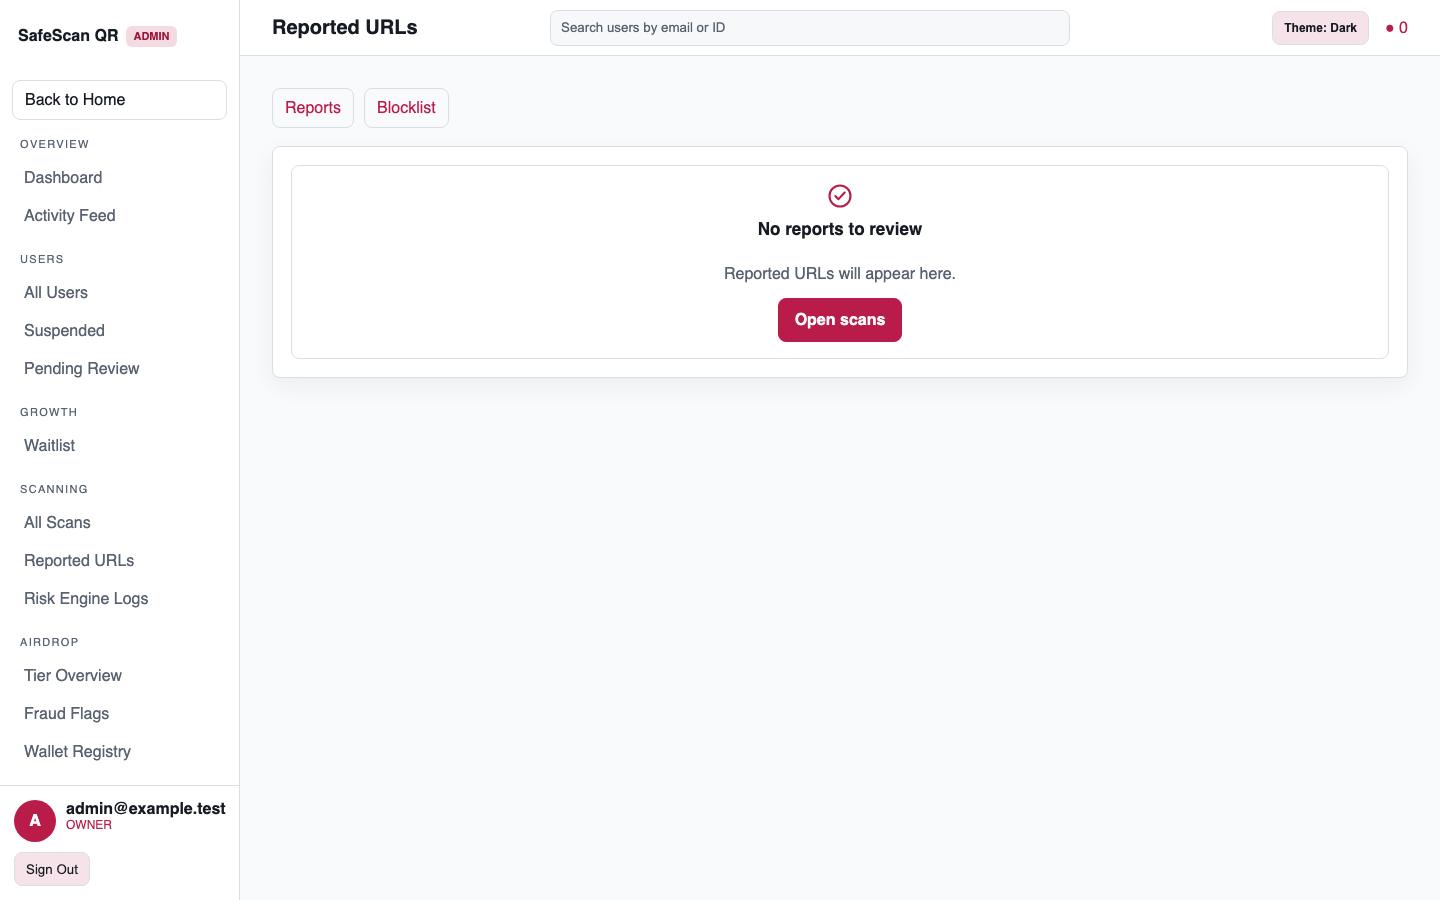 SafeScan QR ADMIN
Back to Home
OVERVIEW
Dashboard
Activity Feed
USERS
All Users
Suspended
Pending Review
GROWTH
Waitlist
SCANNING
All Scans
Reported URLs
Risk Engine Logs
AIRDROP
Tier Overview
Fraud Flags
Wallet Registry
A
admin@example.test
OWNER
Sign Out
Reported URLs
Search users by email or ID
Theme: Dark
● 0
Reports
Blocklist
No reports to review
Reported URLs will appear here.
Open scans